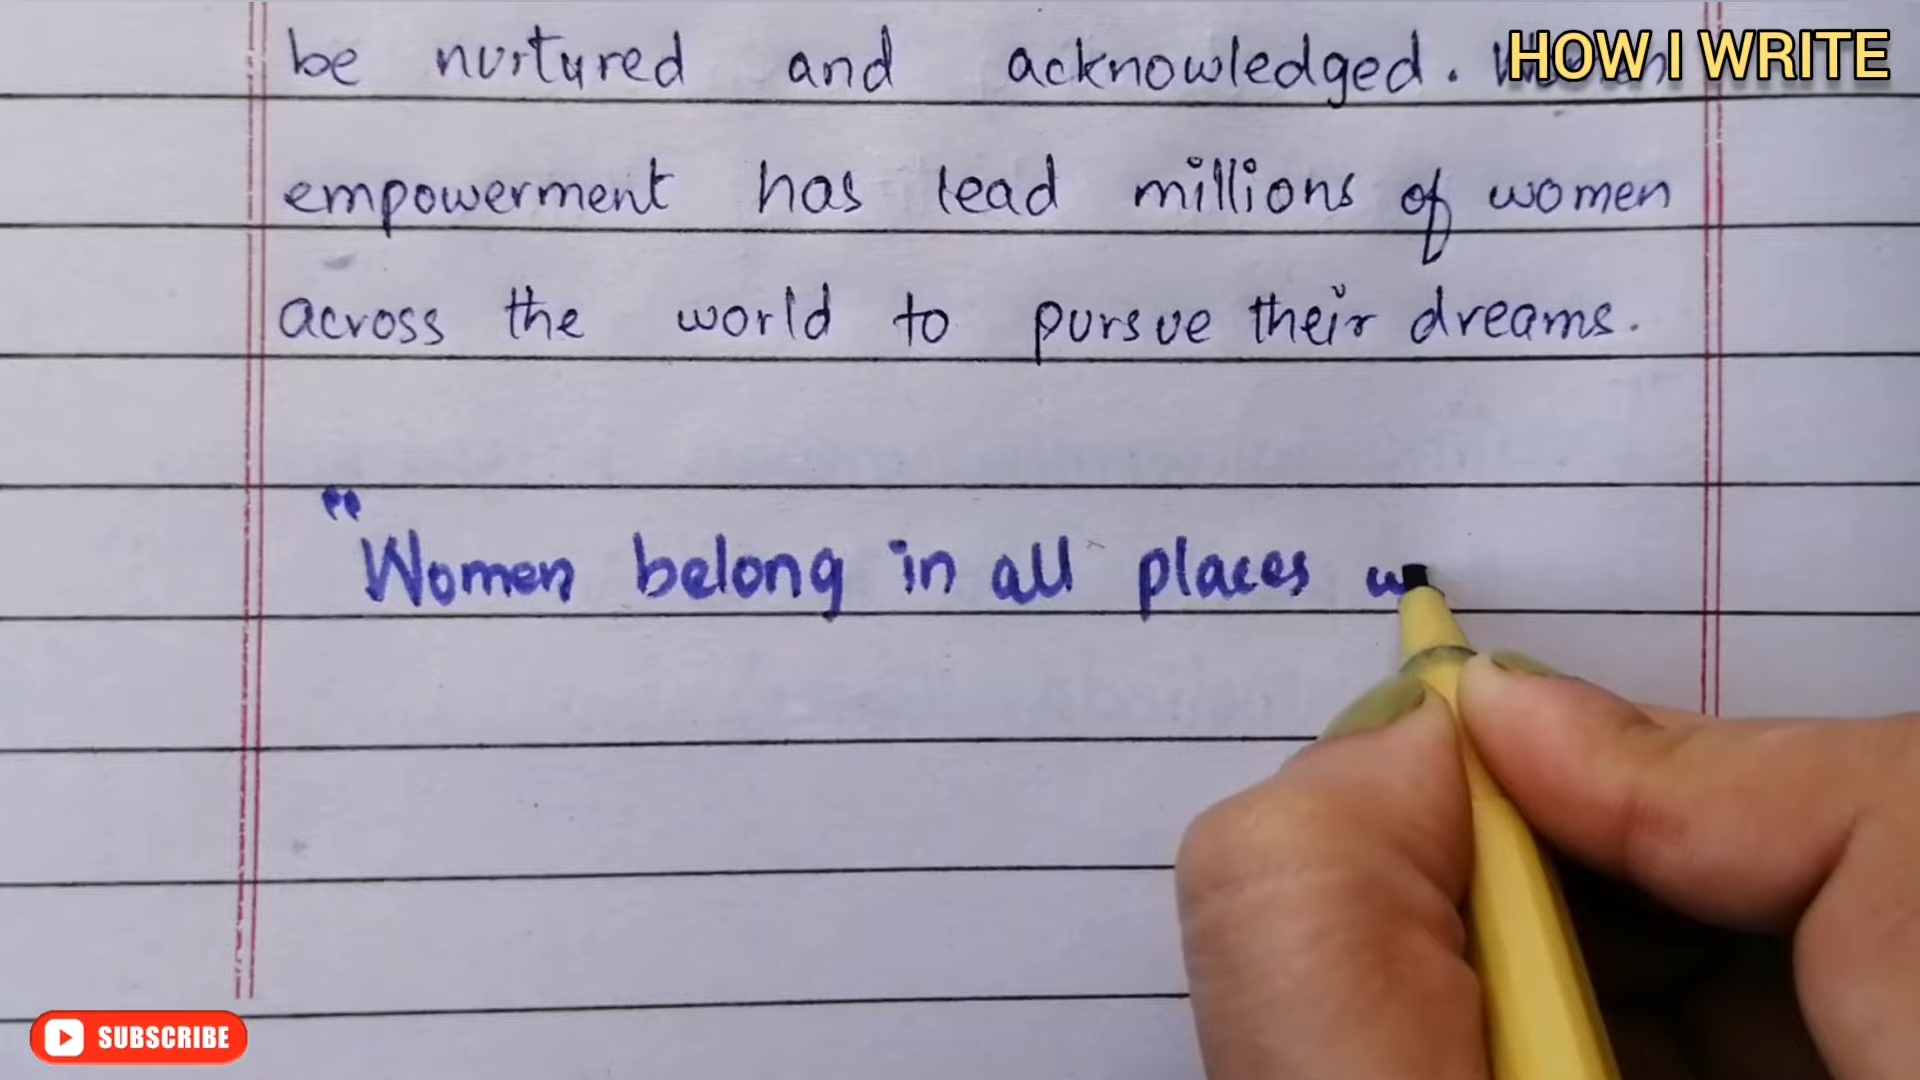 be nurtured and acknowledged.
HOW I WRITE
empowerment has lead millions of women
across the world to pursue their dreams.
"Women belong in all places w
SUBSCRIBE